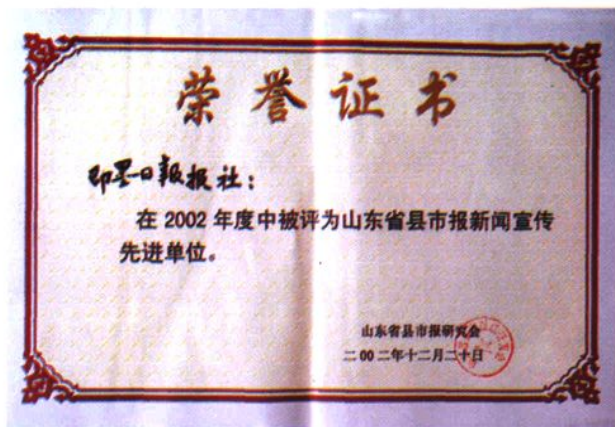 荣誉证书
即墨日報报社：
在 2002 年度中被评为山东省县市报新闻宣传
先进单位。
山东省县市报研究会
二00二年十二月二十日